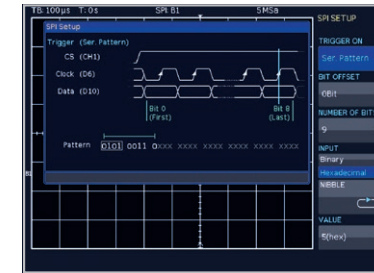 TB: 100µs T: 0s SPI B1 5MSa
SPI SETUP
SPI Setup
Trigger (Ser. Pattern)
CS (CH1)
Clock (D6)
Data (D10)
Bit 0
(First)
Bit 8
(Last)
Pattern 0101 0011 0xxx xxxx xxxx xxxx xxxx xxxx
TRIGGER ON
Ser. Pattern
BIT OFFSET
0Bit
NUMBER OF BIT
9
INPUT
Binary
Hexadecimal
NIBBLE
VALUE
5(hex)